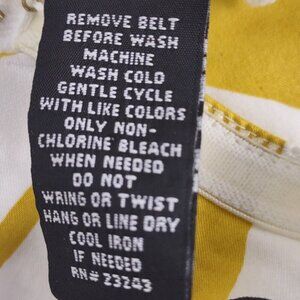 REMOVE BELT
BEFORE WASH
MACHINE
WASH COLD
GENTLE CYCLE
WITH LIKE COLORS
ONLY NON-
CHLORINE BLEACH
WHEN NEEDED
DO NOT
WRING OR TWIST
HANG OR LINE DRY
COOL IRON
IF NEEDED
RN# 23243